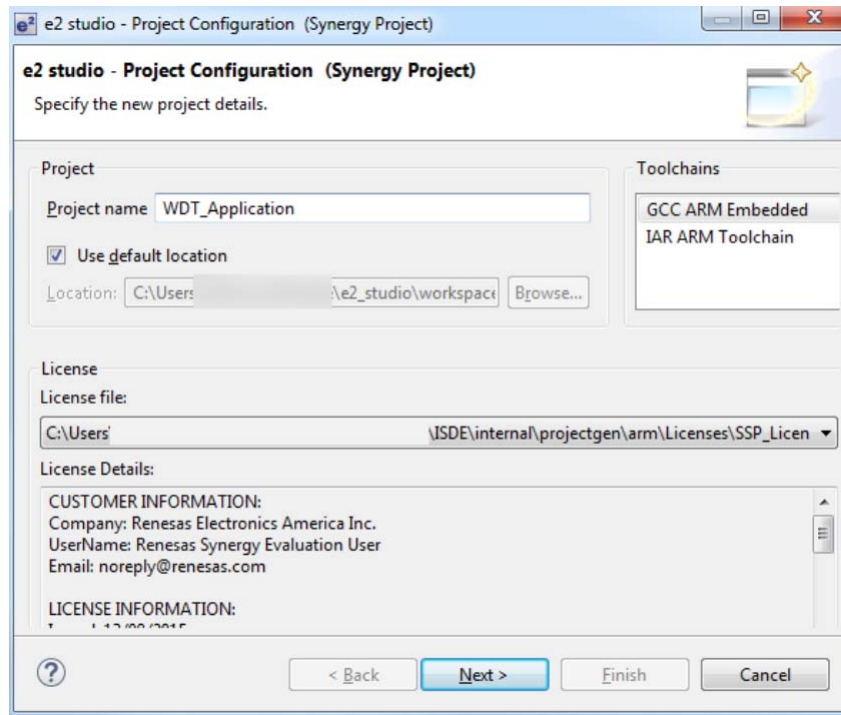 e2 studio - Project Configuration (Synergy Project)
e2 studio - Project Configuration (Synergy Project)
Specify the new project details.
Project
Project name WDT_Application
Use default location
Location: C:\Users \e2_studio\workspace Browse...
Toolchains
GCC ARM Embedded
IAR ARM Toolchain
License
License file:
C:\Users \ISDE\internal\projectgen\arm\Licenses\SSP_Licen
License Details:
CUSTOMER INFORMATION:
Company: Renesas Electronics America Inc.
UserName: Renesas Synergy Evaluation User
Email: noreply@renesas.com
LICENSE INFORMATION:
< Back Next > Finish Cancel